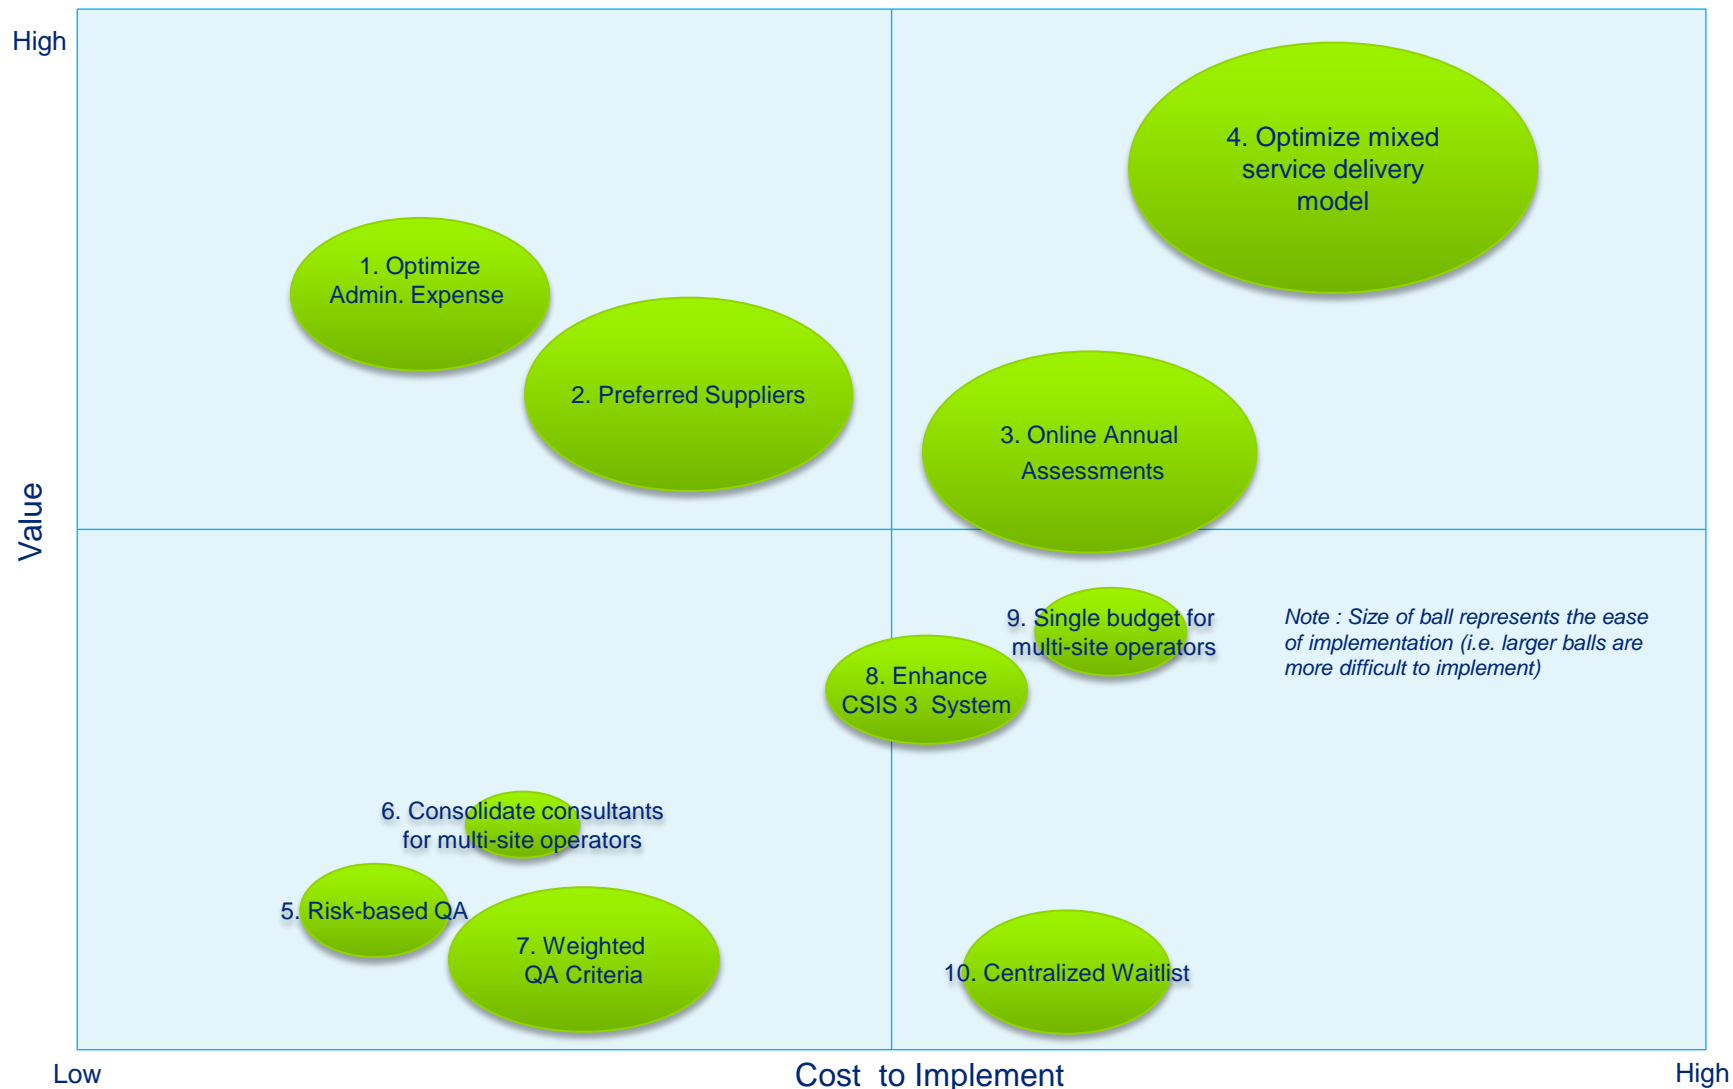 High
4. Optimize mixed
service delivery
model
1. Optimize
Admin. Expense
2. Preferred Suppliers
3. Online Annual
Assessments
Value
9. Single budget for
multi-site operators
Note : Size of ball represents the ease
of implementation (i.e. larger balls are
more difficult to implement)
8. Enhance
CSIS 3  System
6. Consolidate consultants
for multi-site operators
5. Risk-based QA
7. Weighted
QA Criteria
10. Centralized Waitlist
Low
Cost  to Implement
High